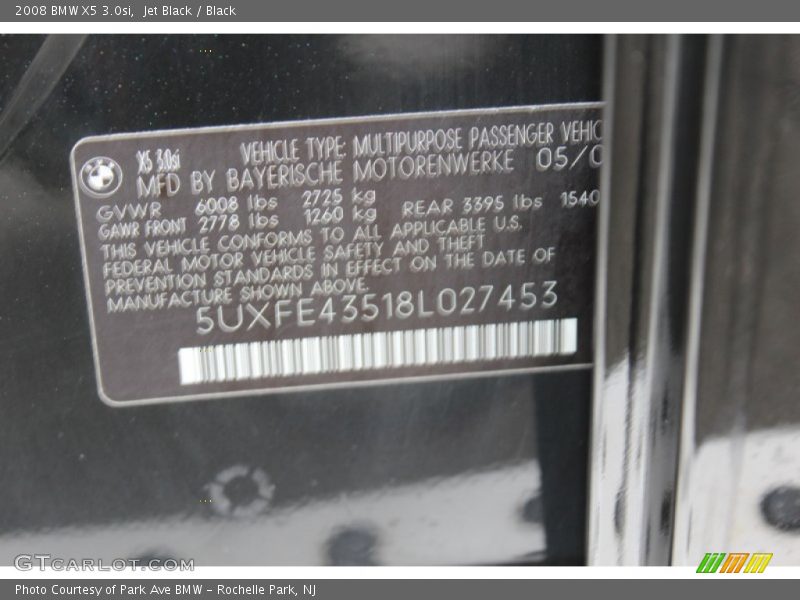 2008 BMW X5 3.0si, Jet Black / Black
X5 3.0si VEHICLE TYPE: MULTIPURPOSE PASSENGER VEHIC
MFD BY BAYERISCHE MOTORENWERKE 05/0
GVWR 6008 lbs 2725 kg
GAWR FRONT 2778 lbs 1260 kg REAR 3395 lbs 1540
THIS VEHICLE CONFORMS TO ALL APPLICABLE U.S.
FEDERAL MOTOR VEHICLE SAFETY AND THEFT
PREVENTION STANDARDS IN EFFECT ON THE DATE OF
MANUFACTURE SHOWN ABOVE.
5UXFE43518L027453
GTCARLOT.COM
Photo Courtesy of Park Ave BMW - Rochelle Park, NJ